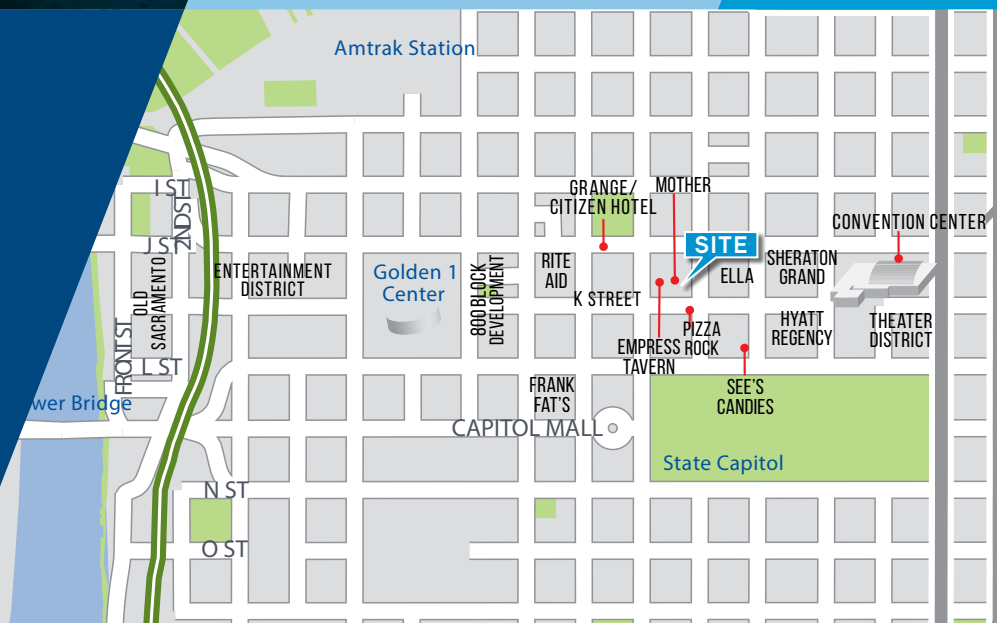 Amtrak Station
I ST
2ND ST
GRANGE/
CITIZEN HOTEL
MOTHER
CONVENTION CENTER
J ST
SITE
OLD
SACRAMENTO
ENTERTAINMENT
DISTRICT
Golden 1
Center
800 BLOCK
DEVELOPMENT
RITE
AID
K STREET
ELLA
SHERATON
GRAND
FRONT ST
L ST
EMPRESS
TAVERN
PIZZA
ROCK
HYATT
REGENCY
THEATER
DISTRICT
FRANK
FAT'S
SEE'S
CANDIES
wer Bridge
CAPITOL MALL
State Capitol
N ST
O ST